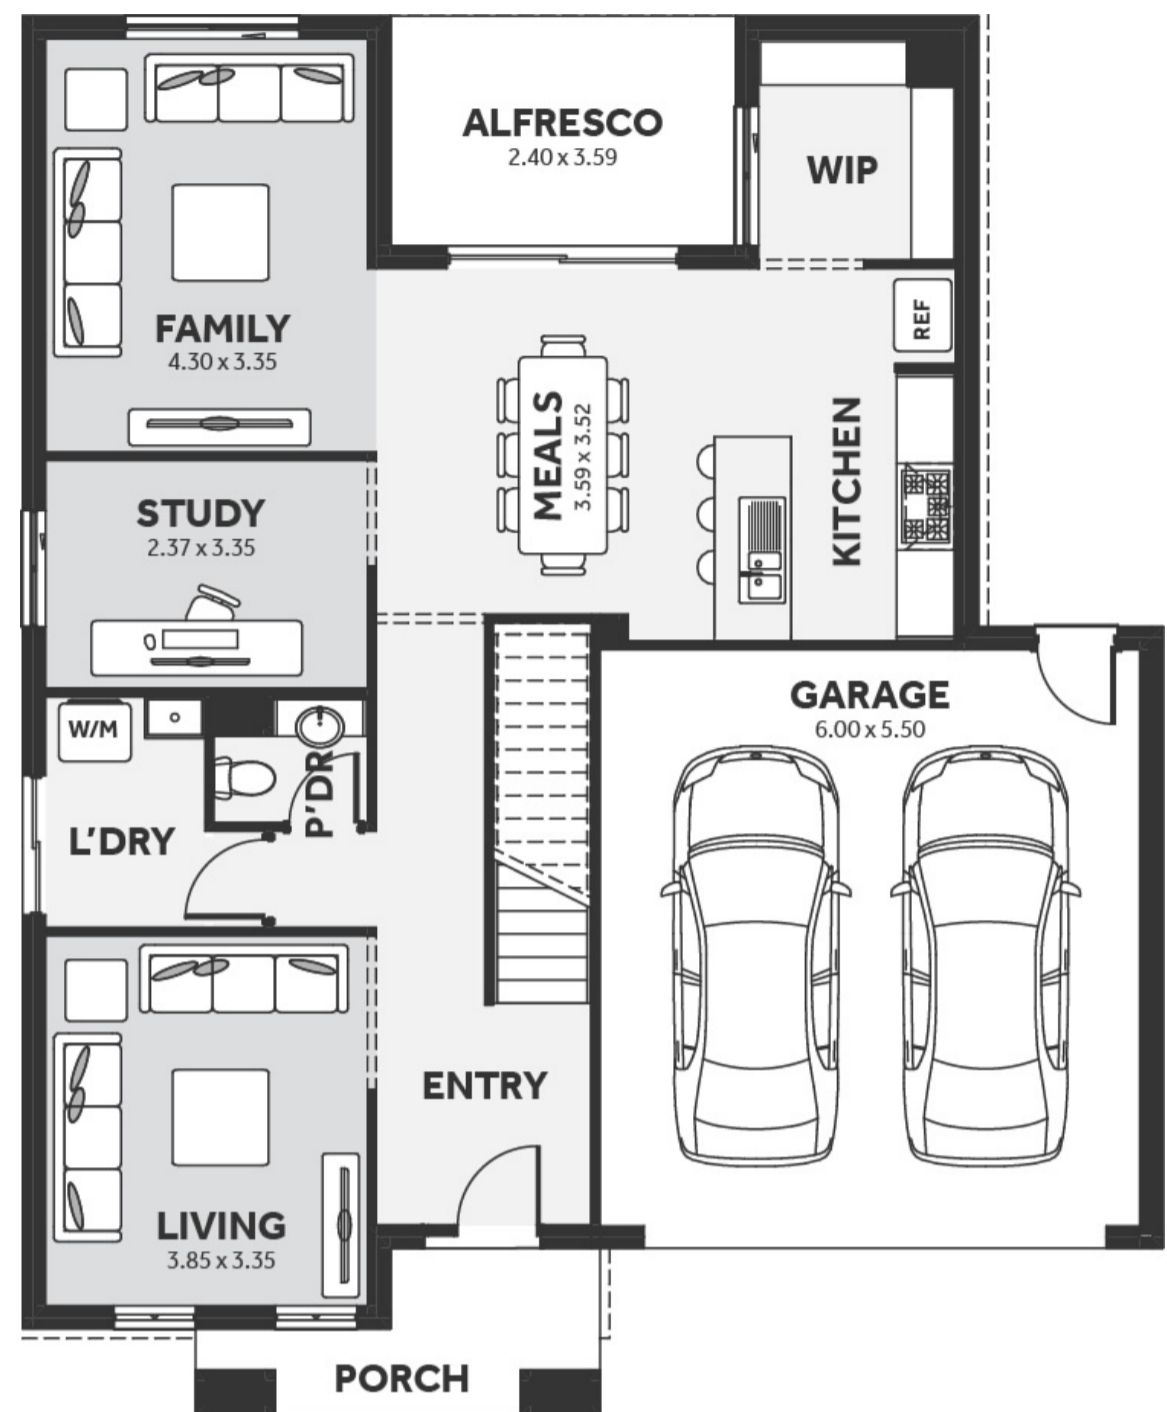 ALFRESCO
2.40 x 3.59
WIP
FAMILY
4.30 x 3.35
REF
MEALS
3.59 x 3.52
KITCHEN
STUDY
2.37 x 3.35
GARAGE
6.00 x 5.50
W/M
P'DR
L'DRY
ENTRY
LIVING
3.85 x 3.35
PORCH